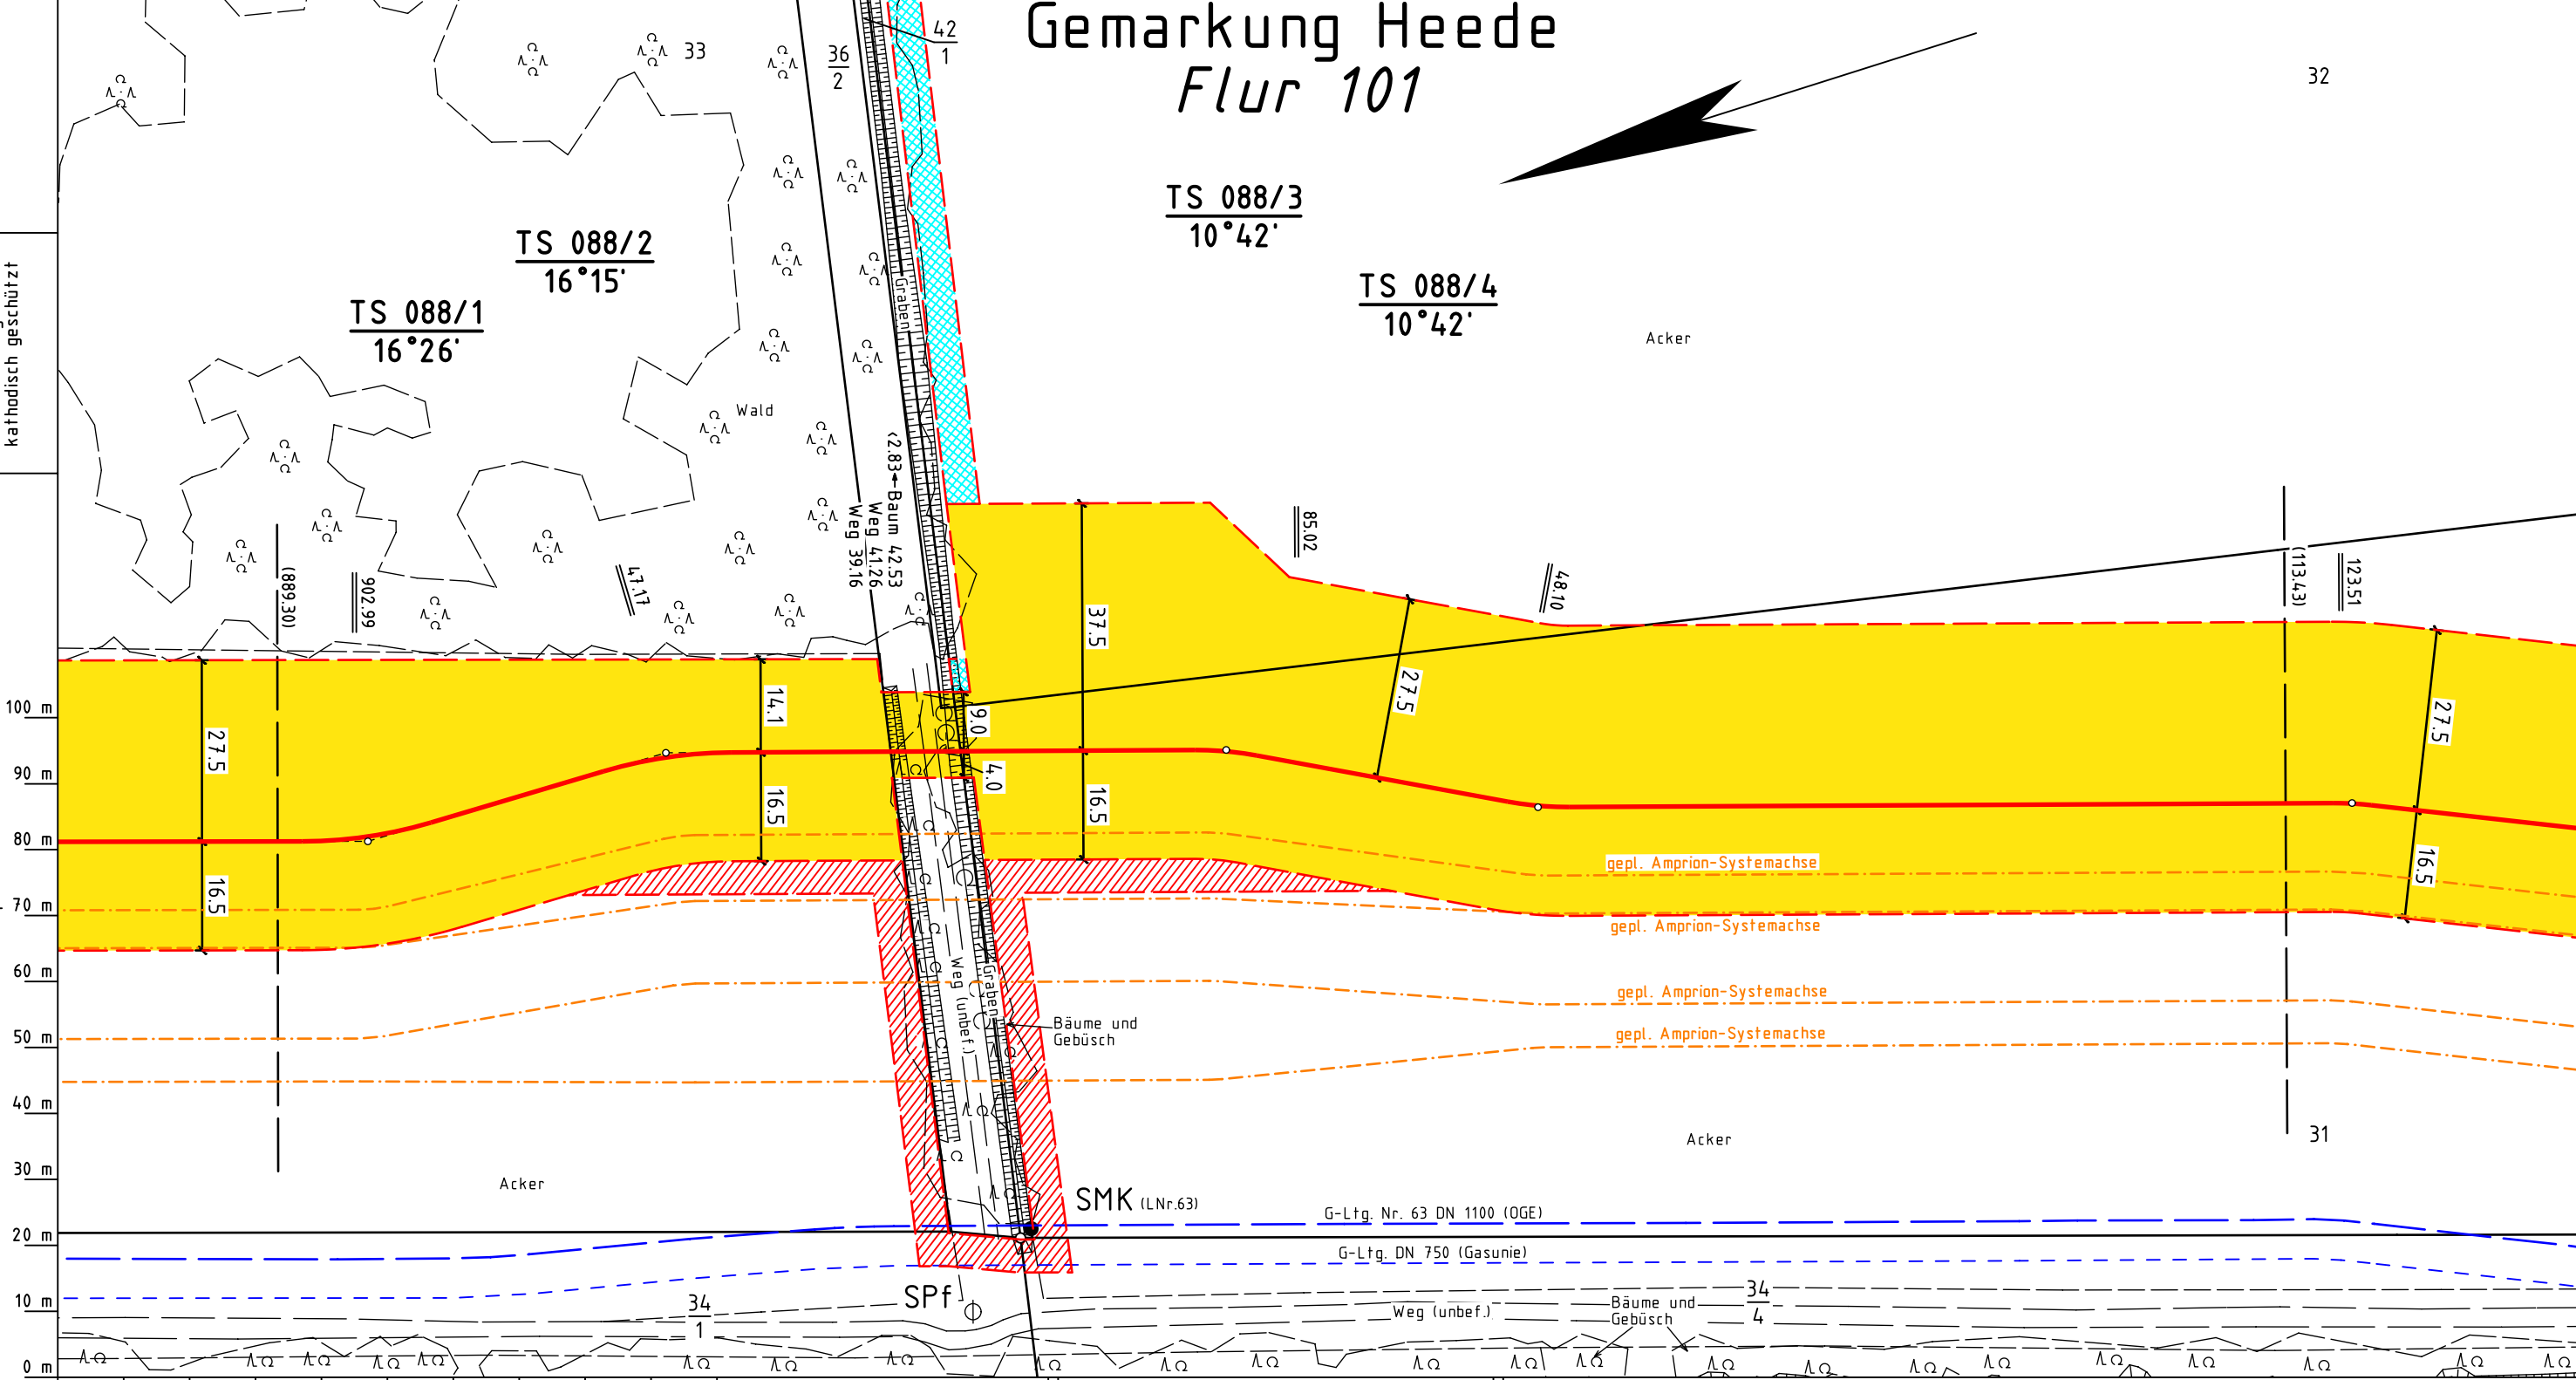 Gemarkung Heede
Flur 101
42
1
36
2
33
32
TS 088/3
10°42'
TS 088/2
16°15'
TS 088/4
10°42'
TS 088/1
16°26'
kathodisch geschützt
Graben
Acker
Wald
<2.83
Baum 42.53
Weg 41.26
Weg 39.16
(889.30)
902.99
47.17
85.02
48.10
(113.43)
123.51
27.5
14.1
9.0
37.5
27.5
27.5
16.5
16.5
4.0
16.5
16.5
100 m
90 m
80 m
70 m
60 m
50 m
40 m
30 m
20 m
10 m
0 m
gepl. Amprion-Systemachse
gepl. Amprion-Systemachse
gepl. Amprion-Systemachse
gepl. Amprion-Systemachse
Weg (unbef.)
Graben
Bäume und
Gebüsch
Acker
31
Acker
SMK (LNr.63)
G-Ltg. Nr. 63 DN 1100 (OGE)
G-Ltg. DN 750 (Gasunie)
SPf
34
1
Weg (unbef.)
Bäume und
Gebüsch
34
4